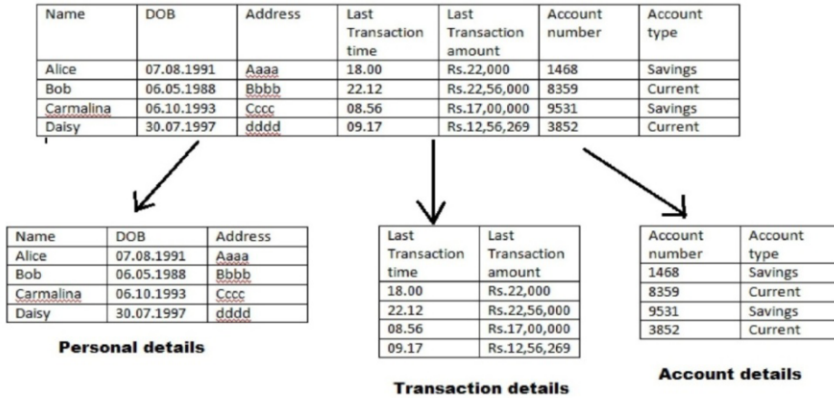 Name DOB Address Last Last Account Account
Transaction Transaction number type
time amount
Alice 07.08.1991 Aaaa 18.00 Rs.22,000 1468 Savings
Bob 06.05.1988 Bbbb 22.12 Rs.22,56,000 8359 Current
Carmalina 06.10.1993 Cccc 08.56 Rs.17,00,000 9531 Savings
Daisy 30.07.1997 dddd 09.17 Rs.12,56,269 3852 Current
Name DOB Address
Alice 07.08.1991 Aaaa
Bob 06.05.1988 Bbbb
Carmalina 06.10.1993 Cccc
Daisy 30.07.1997 dddd
Personal details
Last Last
Transaction Transaction
time amount
18.00 Rs.22,000
22.12 Rs.22,56,000
08.56 Rs.17,00,000
09.17 Rs.12,56,269
Transaction details
Account Account
number type
1468 Savings
8359 Current
9531 Savings
3852 Current
Account details